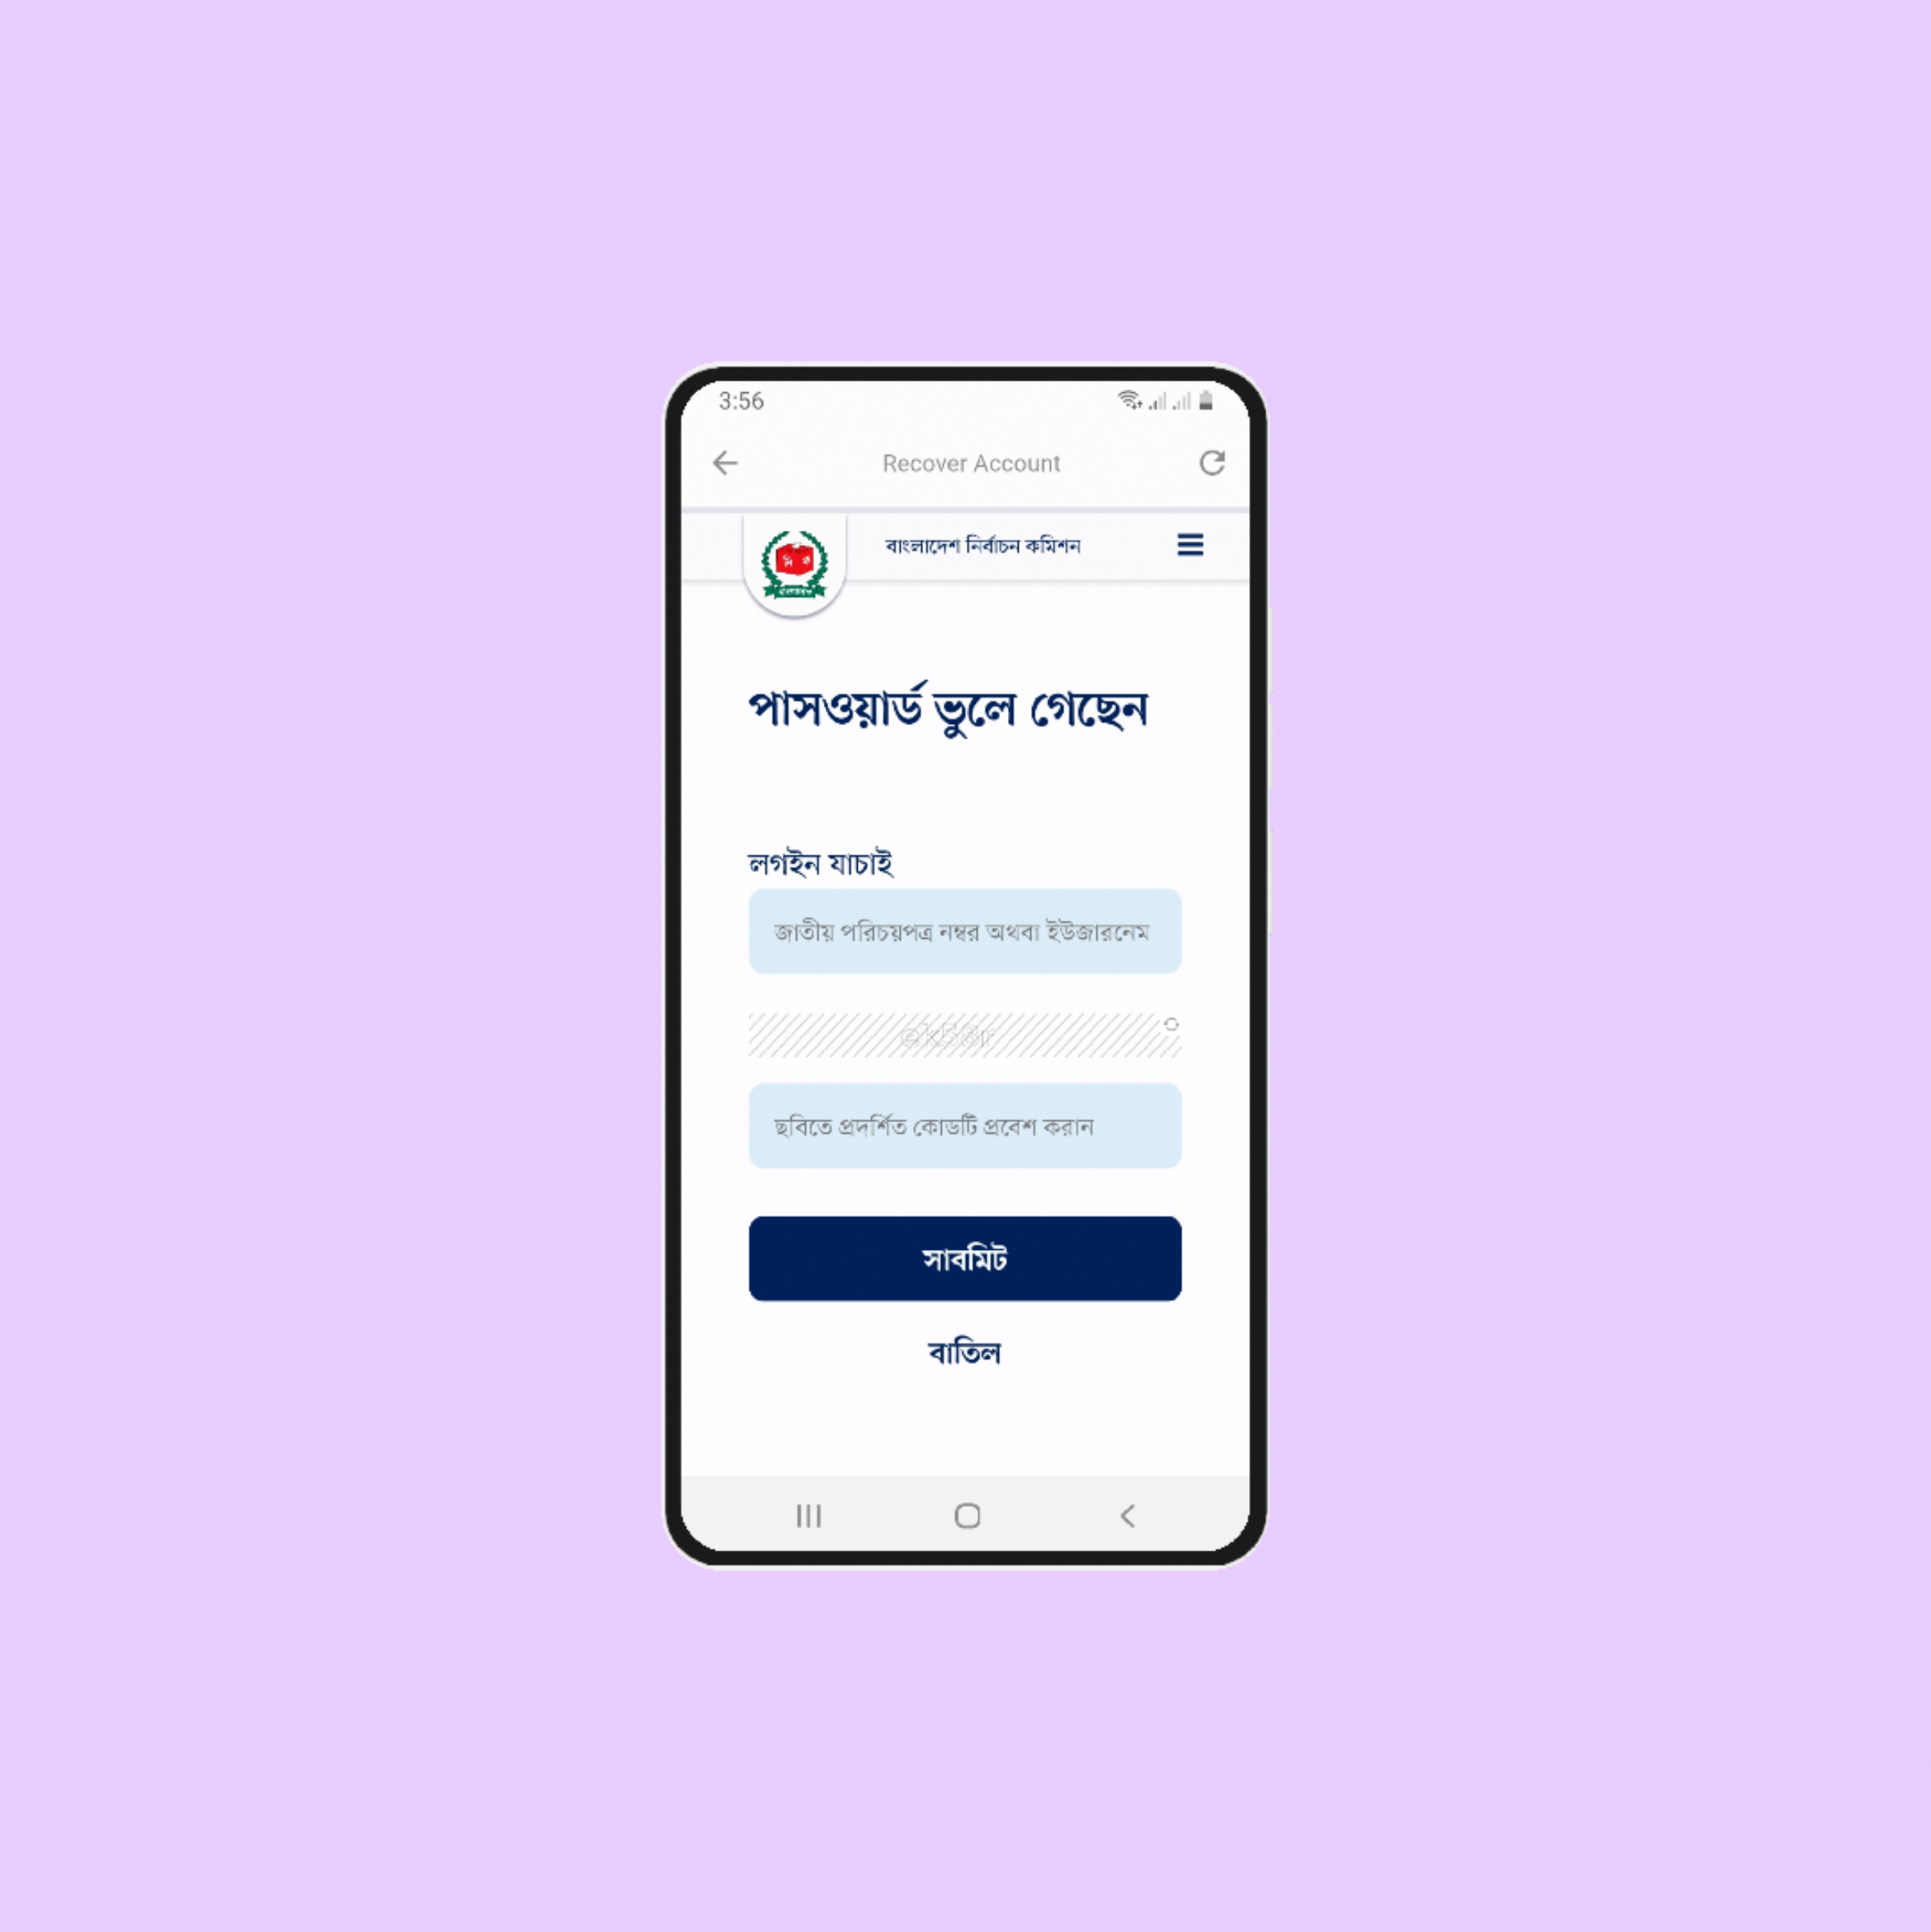 3:56
Recover Account
বাংলাদেশ নির্বাচন কমিশন
পাসওয়ার্ড ভুলে গেছেন
লগইন যাচাই
জাতীয় পরিচয়পত্র নম্বর অথবা ইউজারনেম
ছবিতে প্রদর্শিত কোডটি প্রবেশ করান
সাবমিট
বাতিল